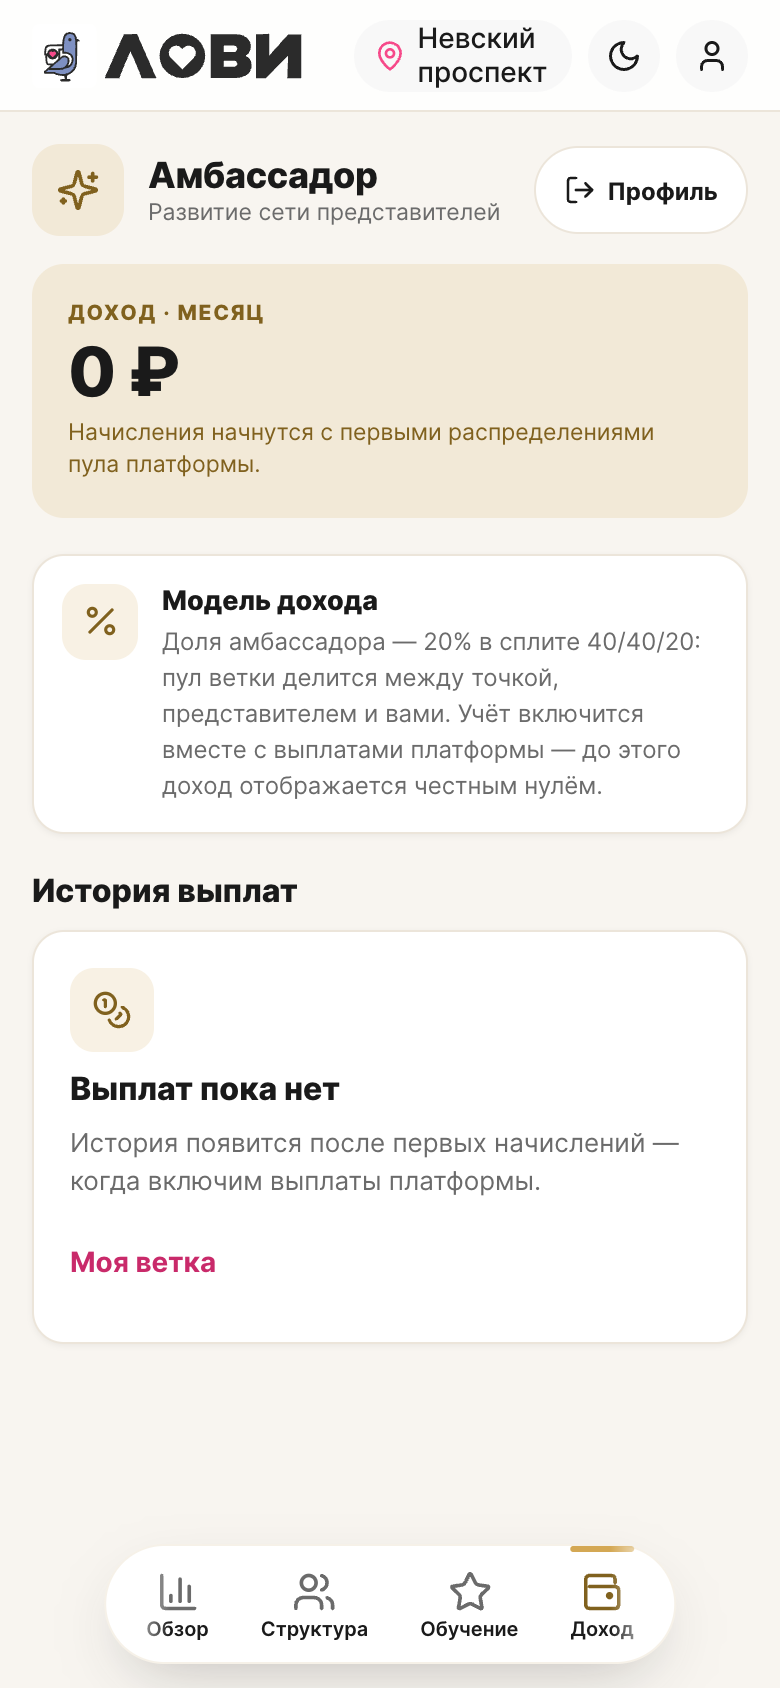 ЛОВИ
Невский
проспект
Амбассадор
Развитие сети представителей
Профиль
ДОХОД · МЕСЯЦ
0 ₽
Начисления начнутся с первыми распределениями
пула платформы.
Модель дохода
Доля амбассадора — 20% в сплите 40/40/20:
пул ветки делится между точкой,
представителем и вами. Учёт включится
вместе с выплатами платформы — до этого
доход отображается честным нулём.
История выплат
Выплат пока нет
История появится после первых начислений —
когда включим выплаты платформы.
Моя ветка
Обзор
Структура
Обучение
Доход